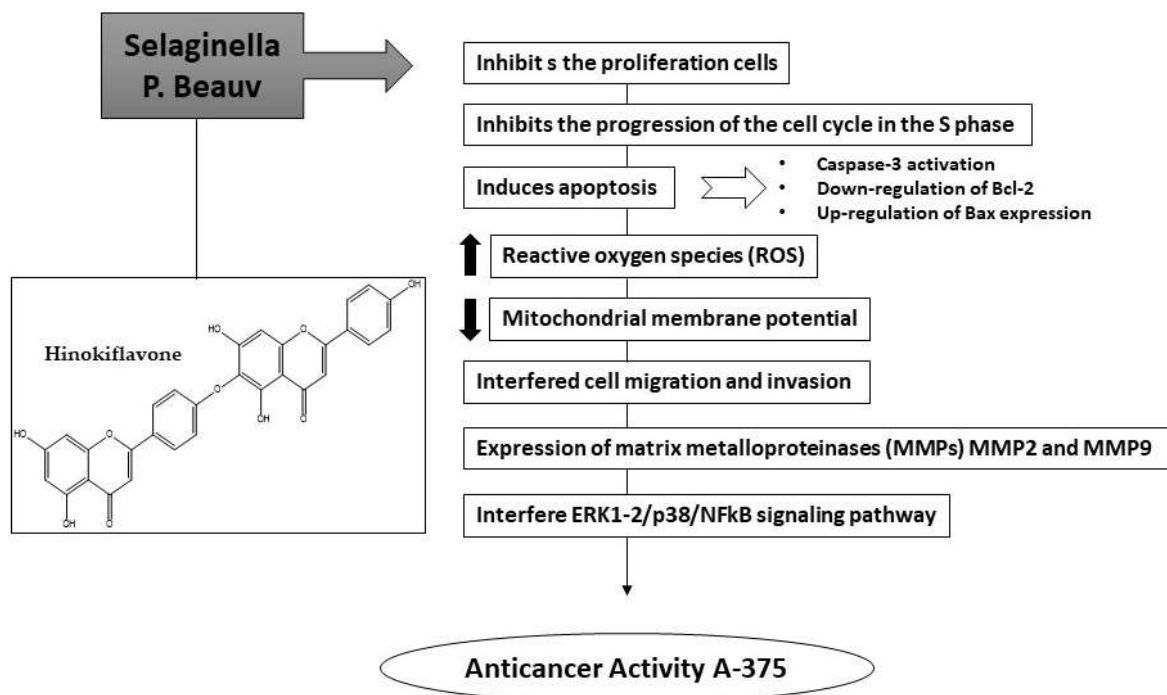 Selaginella
P. Beauv
Inhibit s the proliferation cells
Inhibits the progression of the cell cycle in the S phase
Induces apoptosis
• Caspase-3 activation
• Down-regulation of Bcl-2
• Up-regulation of Bax expression
Reactive oxygen species (ROS)
Mitochondrial membrane potential
Interfered cell migration and invasion
Expression of matrix metalloproteinases (MMPs) MMP2 and MMP9
Interfere ERK1-2/p38/NFkB signaling pathway
Anticancer Activity A-375
Hinokiflavone
OH
HO
O
O
OH
O
HO
O
OH
O